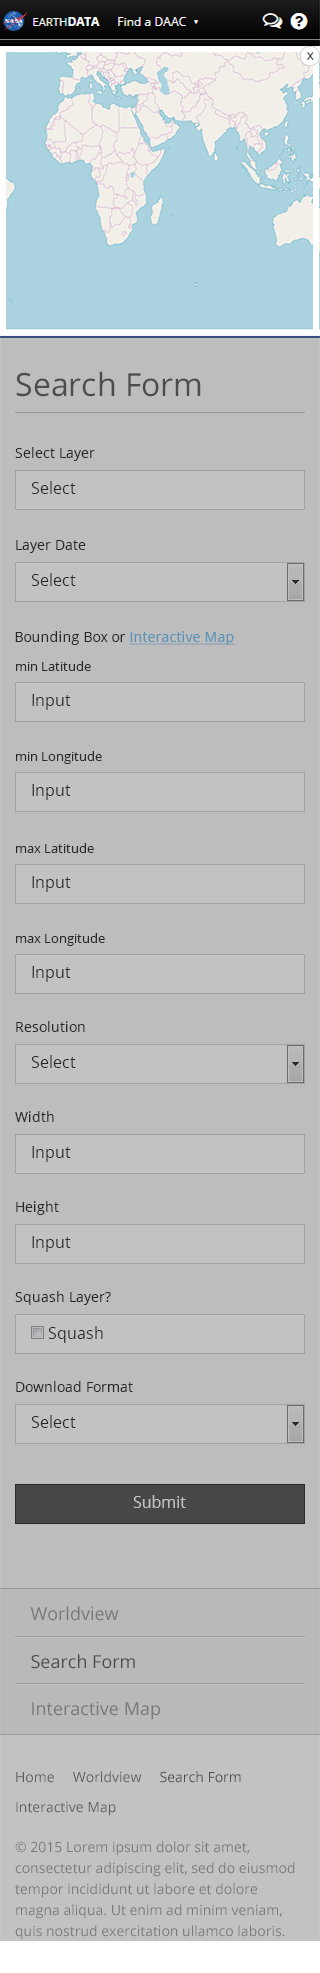 NASA EARTHDATA Find a DAAC ▾ ?
X
Search Form
Select Layer
Select
Layer Date
Select
Bounding Box or Interactive Map
min Latitude
Input
min Longitude
Input
max Latitude
Input
max Longitude
Input
Resolution
Select
Width
Input
Height
Input
Squash Layer?
Squash
Download Format
Select
Submit
Worldview
Search Form
Interactive Map
Home Worldview Search Form
Interactive Map
© 2015 Lorem ipsum dolor sit amet,
consectetur adipiscing elit, sed do eiusmod
tempor incididunt ut labore et dolore
magna aliqua. Ut enim ad minim veniam,
quis nostrud exercitation ullamco laboris.